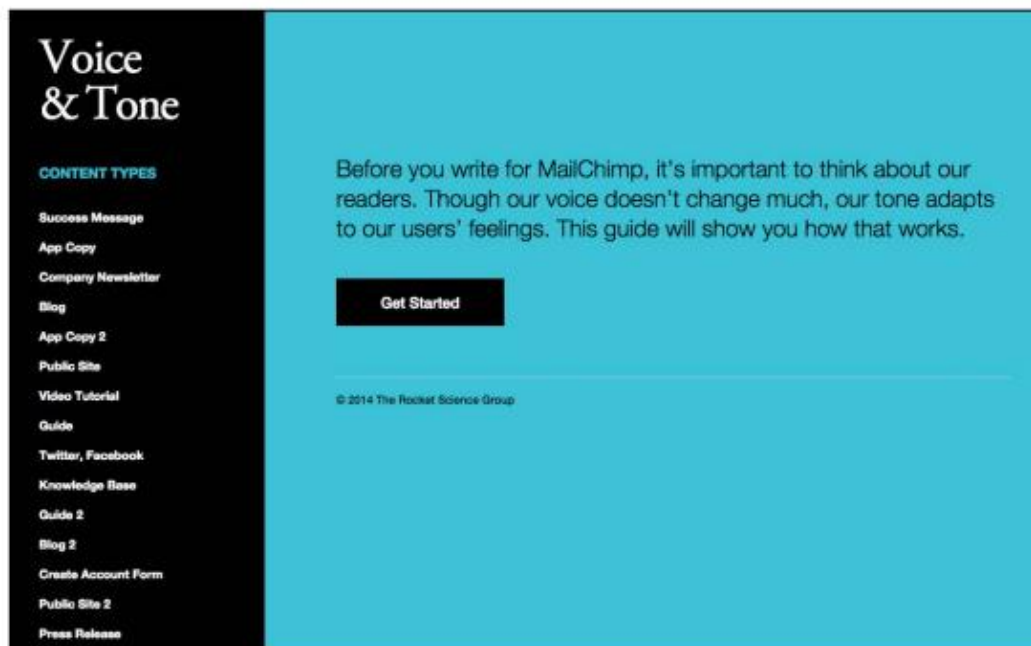 Voice
& Tone
CONTENT TYPES
Success Message
App Copy
Company Newsletter
Blog
App Copy 2
Public Site
Video Tutorial
Guide
Twitter, Facebook
Knowledge Base
Guide 2
Blog 2
Create Account Form
Public Site 2
Press Release
Before you write for MailChimp, it's important to think about our
readers. Though our voice doesn't change much, our tone adapts
to our users' feelings. This guide will show you how that works.
Get Started
© 2014 The Rocket Science Group